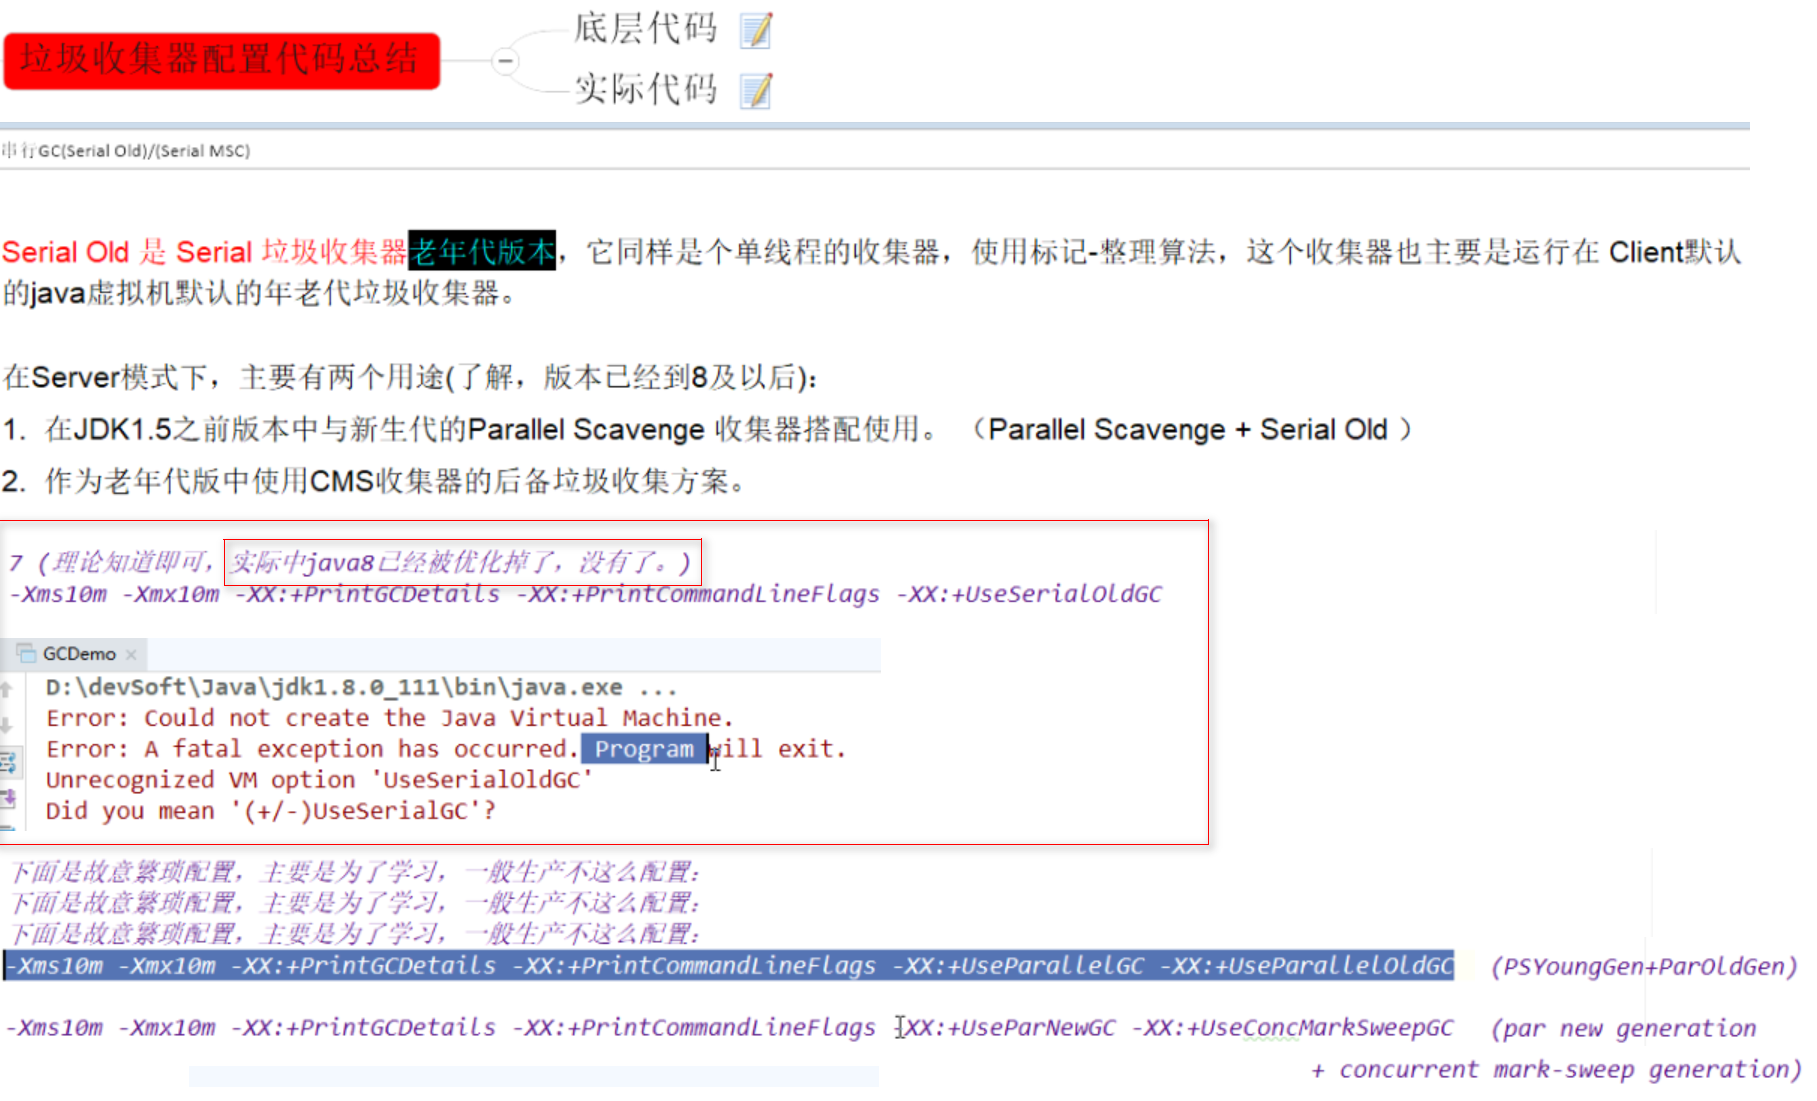 垃圾收集器配置代码总结
底层代码
实际代码
串行GC(Serial Old)/(Serial MSC)
Serial Old 是 Serial 垃圾收集器老年代版本，它同样是个单线程的收集器，使用标记-整理算法，这个收集器也主要是运行在 Client默认
的java虚拟机默认的年老代垃圾收集器。
在Server模式下，主要有两个用途(了解，版本已经到8及以后)：
1. 在JDK1.5之前版本中与新生代的Parallel Scavenge 收集器搭配使用。（Parallel Scavenge + Serial Old ）
2. 作为老年代版中使用CMS收集器的后备垃圾收集方案。
7 (理论知道即可，实际中java8已经被优化掉了，没有了。)
-Xms10m -Xmx10m -XX:+PrintGCDetails -XX:+PrintCommandLineFlags -XX:+UseSerialOldGC
GCDemo
D:\devSoft\Java\jdk1.8.0_111\bin\java.exe ...
Error: Could not create the Java Virtual Machine.
Error: A fatal exception has occurred. Program will exit.
Unrecognized VM option 'UseSerialOldGC'
Did you mean '(+/-)UseSerialGC'?
下面是故意繁琐配置，主要是为了学习，一般生产不这么配置：
下面是故意繁琐配置，主要是为了学习，一般生产不这么配置：
下面是故意繁琐配置，主要是为了学习，一般生产不这么配置：
-Xms10m -Xmx10m -XX:+PrintGCDetails -XX:+PrintCommandLineFlags -XX:+UseParallelGC -XX:+UseParallelOldGC (PSYoungGen+ParOldGen)
-Xms10m -Xmx10m -XX:+PrintGCDetails -XX:+PrintCommandLineFlags -XX:+UseParNewGC -XX:+UseConcMarkSweepGC (par new generation
+ concurrent mark-sweep generation)